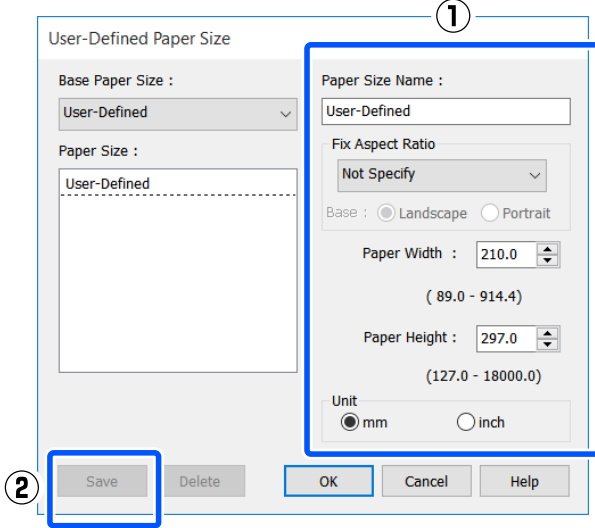 ①
User-Defined Paper Size
Base Paper Size :
User-Defined
Paper Size :
User-Defined
Paper Size Name :
User-Defined
Fix Aspect Ratio
Not Specify
Base : Landscape Portrait
Paper Width : 210.0
( 89.0 - 914.4)
Paper Height : 297.0
(127.0 - 18000.0)
Unit
mm inch
②
Save Delete OK Cancel Help